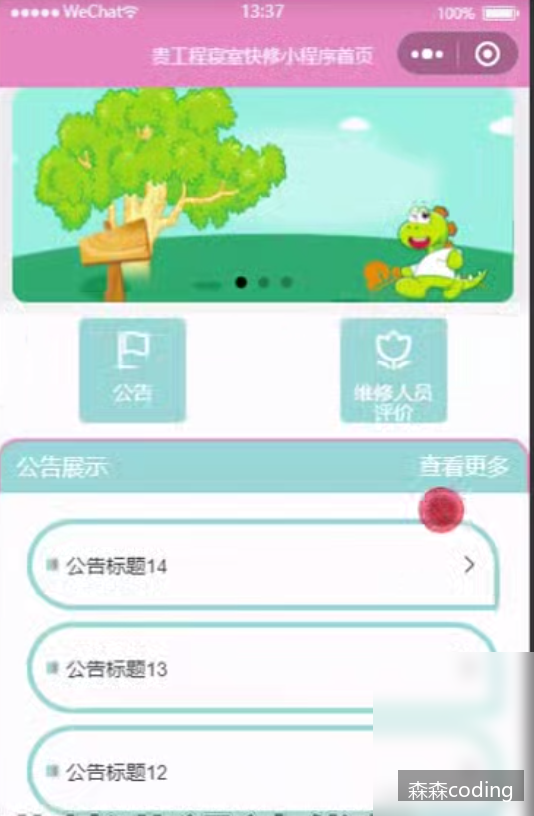 WeChat
13:37
100%
贵工程寝室快修小程序首页
公告
维修人员
评价
公告展示
查看更多
公告标题14
公告标题13
公告标题12
森森coding